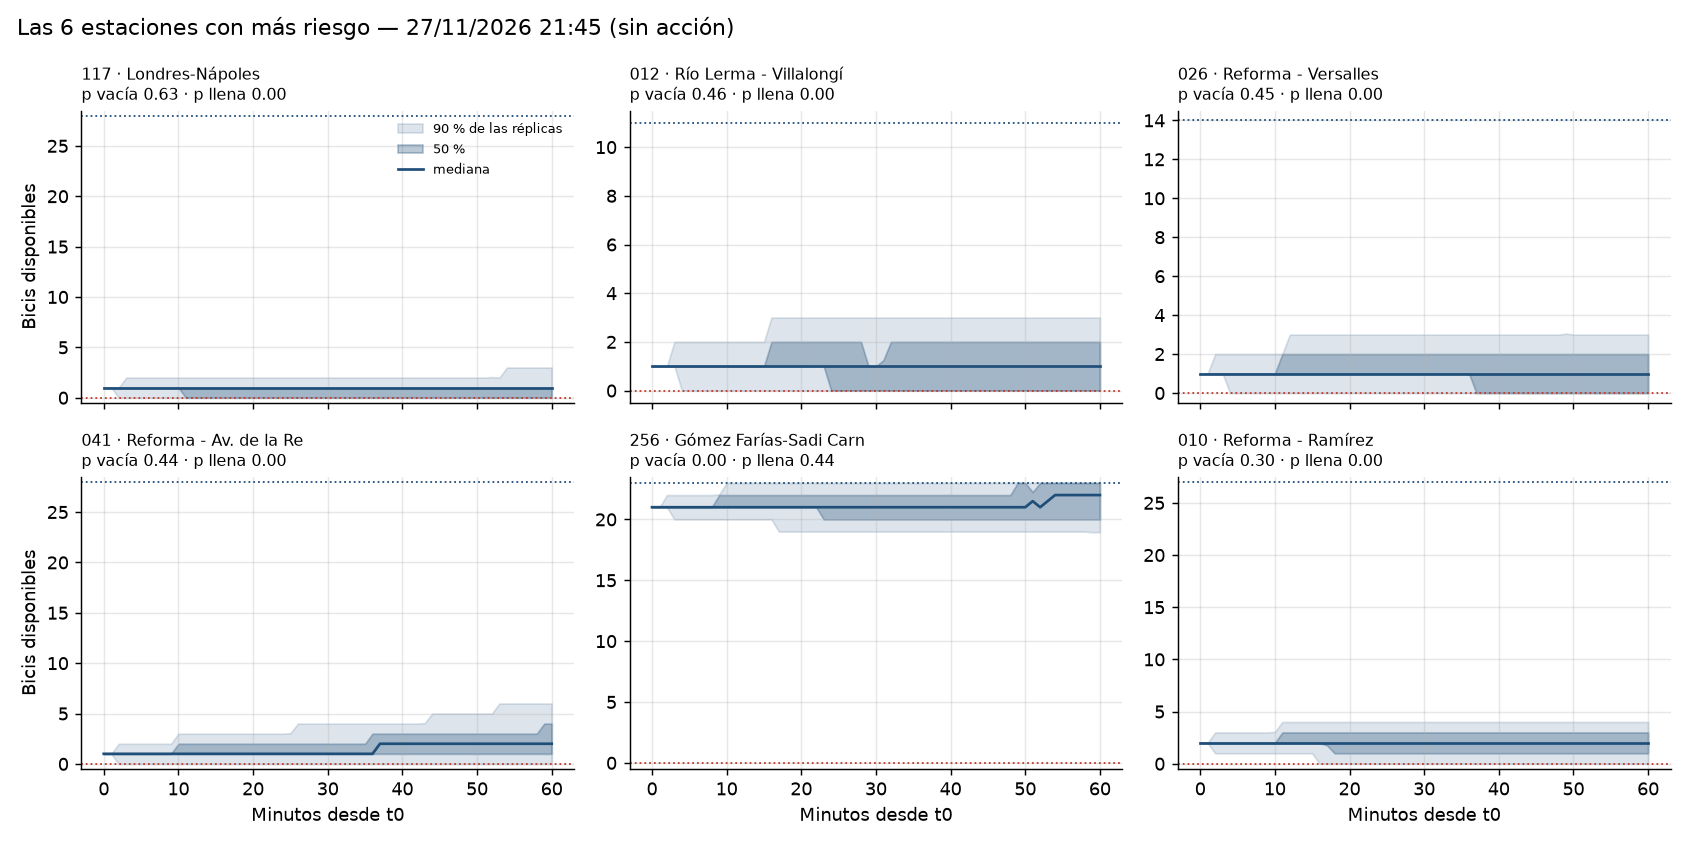 Las 6 estaciones con más riesgo — 27/11/2026 21:45 (sin acción)
117 · Londres-Nápoles
p vacía 0.63 · p llena 0.00
Bicis disponibles
25
20
15
10
5
0
90 % de las réplicas
50 %
mediana
012 · Río Lerma - Villalongí
p vacía 0.46 · p llena 0.00
10
8
6
4
2
0
026 · Reforma - Versalles
p vacía 0.45 · p llena 0.00
14
12
10
8
6
4
2
0
041 · Reforma - Av. de la Re
p vacía 0.44 · p llena 0.00
Bicis disponibles
25
20
15
10
5
0
0 10 20 30 40 50 60
Minutos desde t0
256 · Gómez Farías-Sadi Carn
p vacía 0.00 · p llena 0.44
20
15
10
5
0
0 10 20 30 40 50 60
Minutos desde t0
010 · Reforma - Ramírez
p vacía 0.30 · p llena 0.00
25
20
15
10
5
0
0 10 20 30 40 50 60
Minutos desde t0